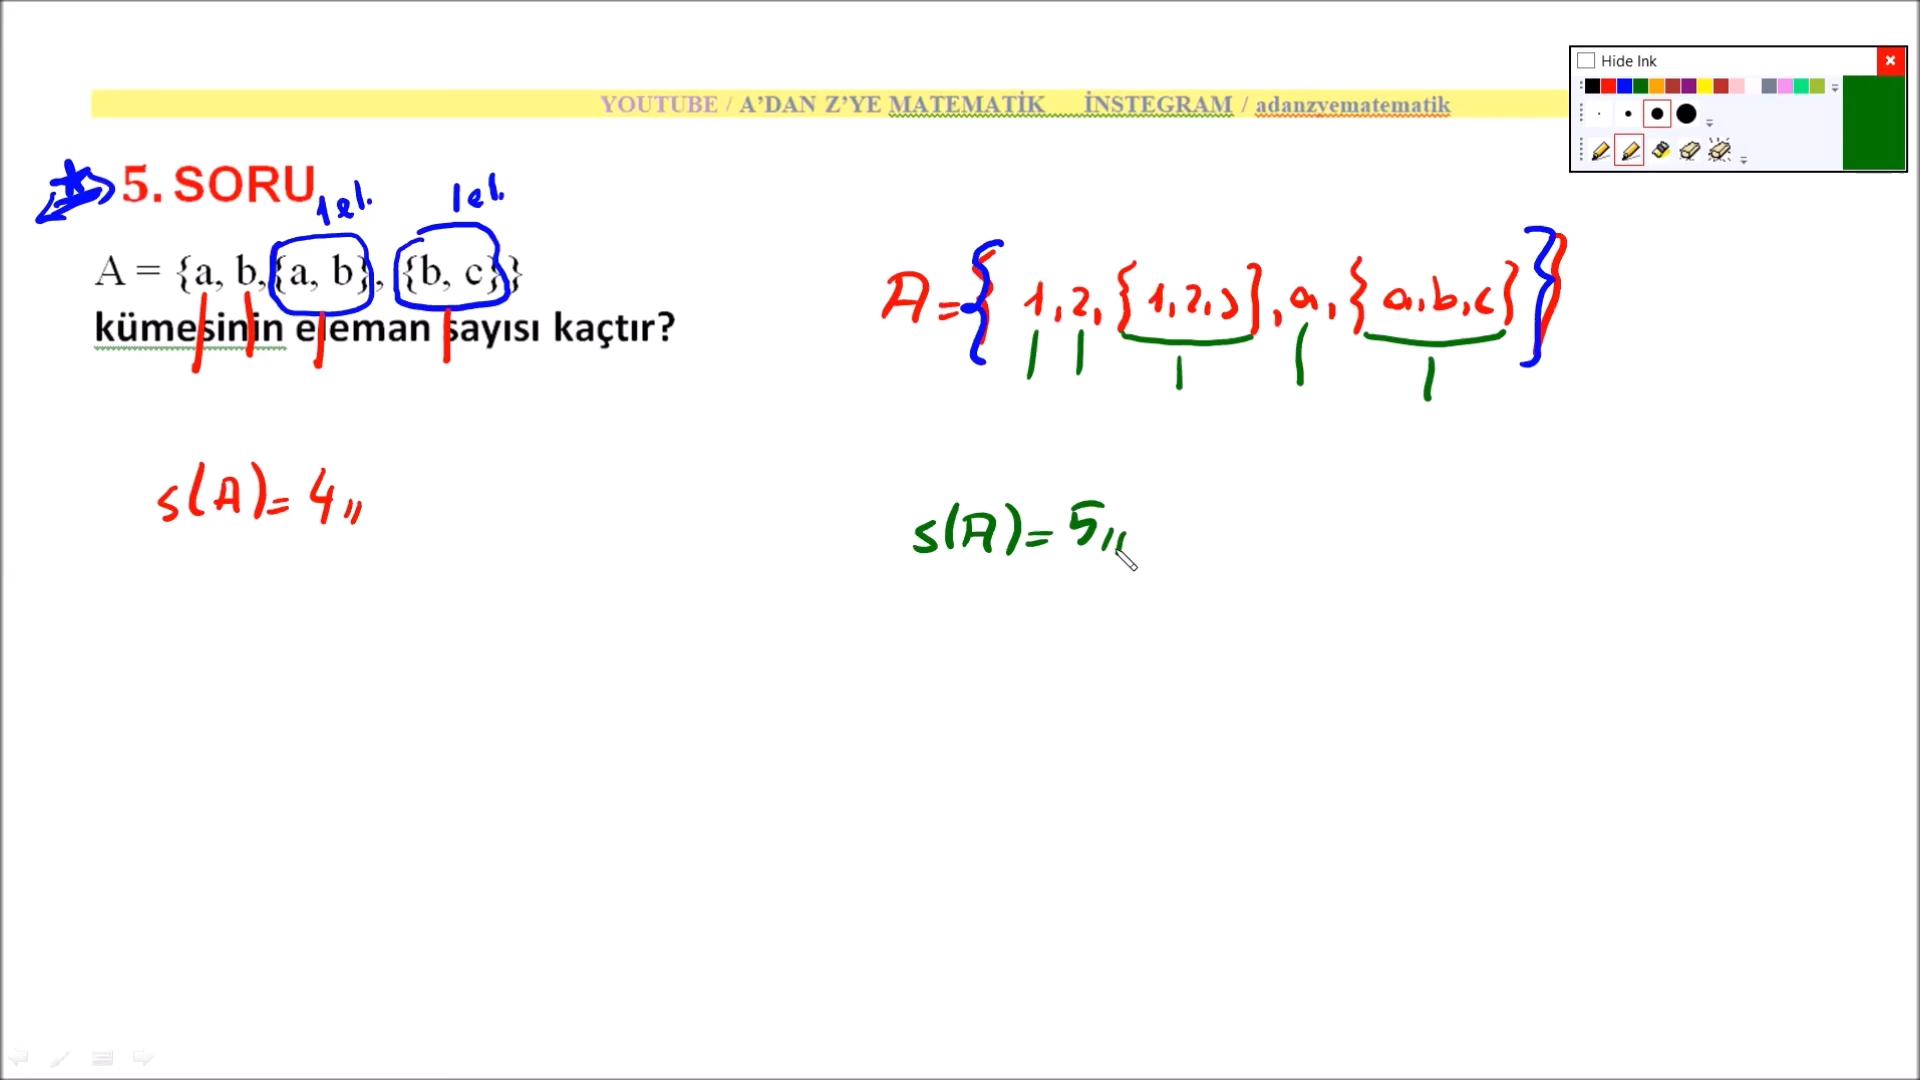 Hide Ink
YOUTUBE / A’DAN Z’YE MATEMATİK İNSTEGRAM / adanzyematematik
5. SORU
1 el. 1 el.
A = {a, b, {a, b}, {b, c}}
kümesinin eleman sayısı kaçtır?
s(A) = 4 //
A = { 1, 2, {1, 2, 3}, a, {a, b, c} }
s(A) = 5 //